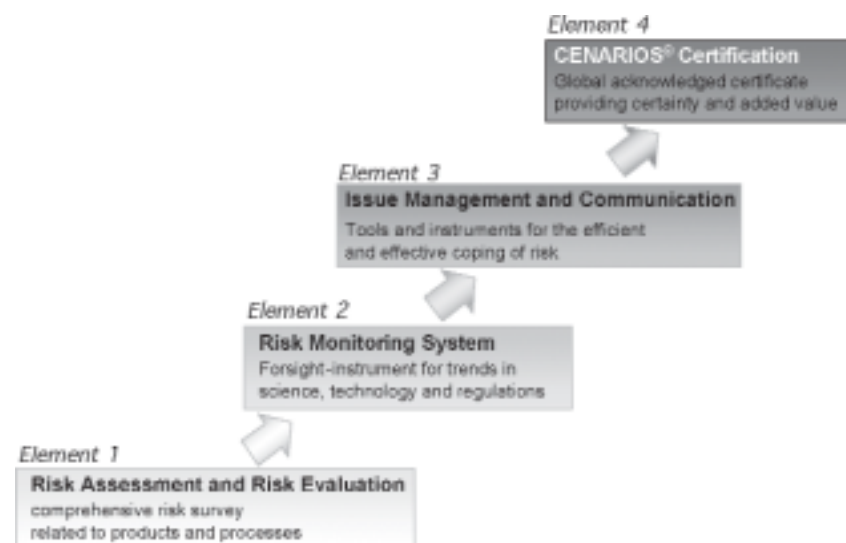 Element 4
CENARIOS® Certification
Global acknowledged certificate
providing certainty and added value
Element 3
Issue Management and Communication
Tools and instruments for the efficient
and effective coping of risk
Element 2
Risk Monitoring System
Forsight-instrument for trends in
science, technology and regulations
Element 1
Risk Assessment and Risk Evaluation
comprehensive risk survey
related to products and processes